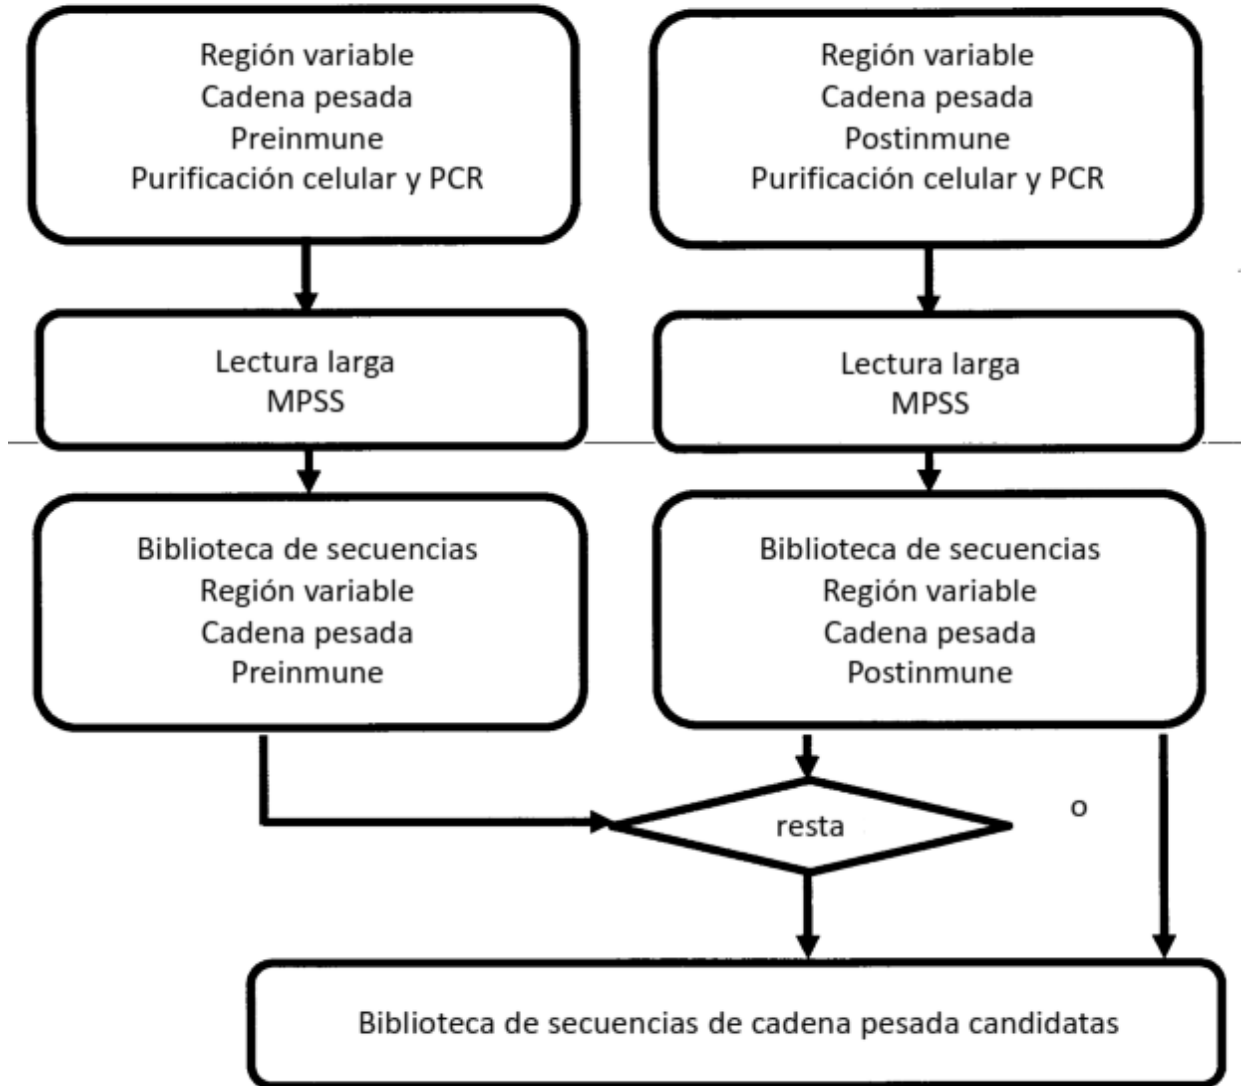 Región variable
Cadena pesada
Preinmune
Purificación celular y PCR
Región variable
Cadena pesada
Postinmune
Purificación celular y PCR
Lectura larga
MPSS
Lectura larga
MPSS
Biblioteca de secuencias
Región variable
Cadena pesada
Preinmune
Biblioteca de secuencias
Región variable
Cadena pesada
Postinmune
resta
o
Biblioteca de secuencias de cadena pesada candidatas